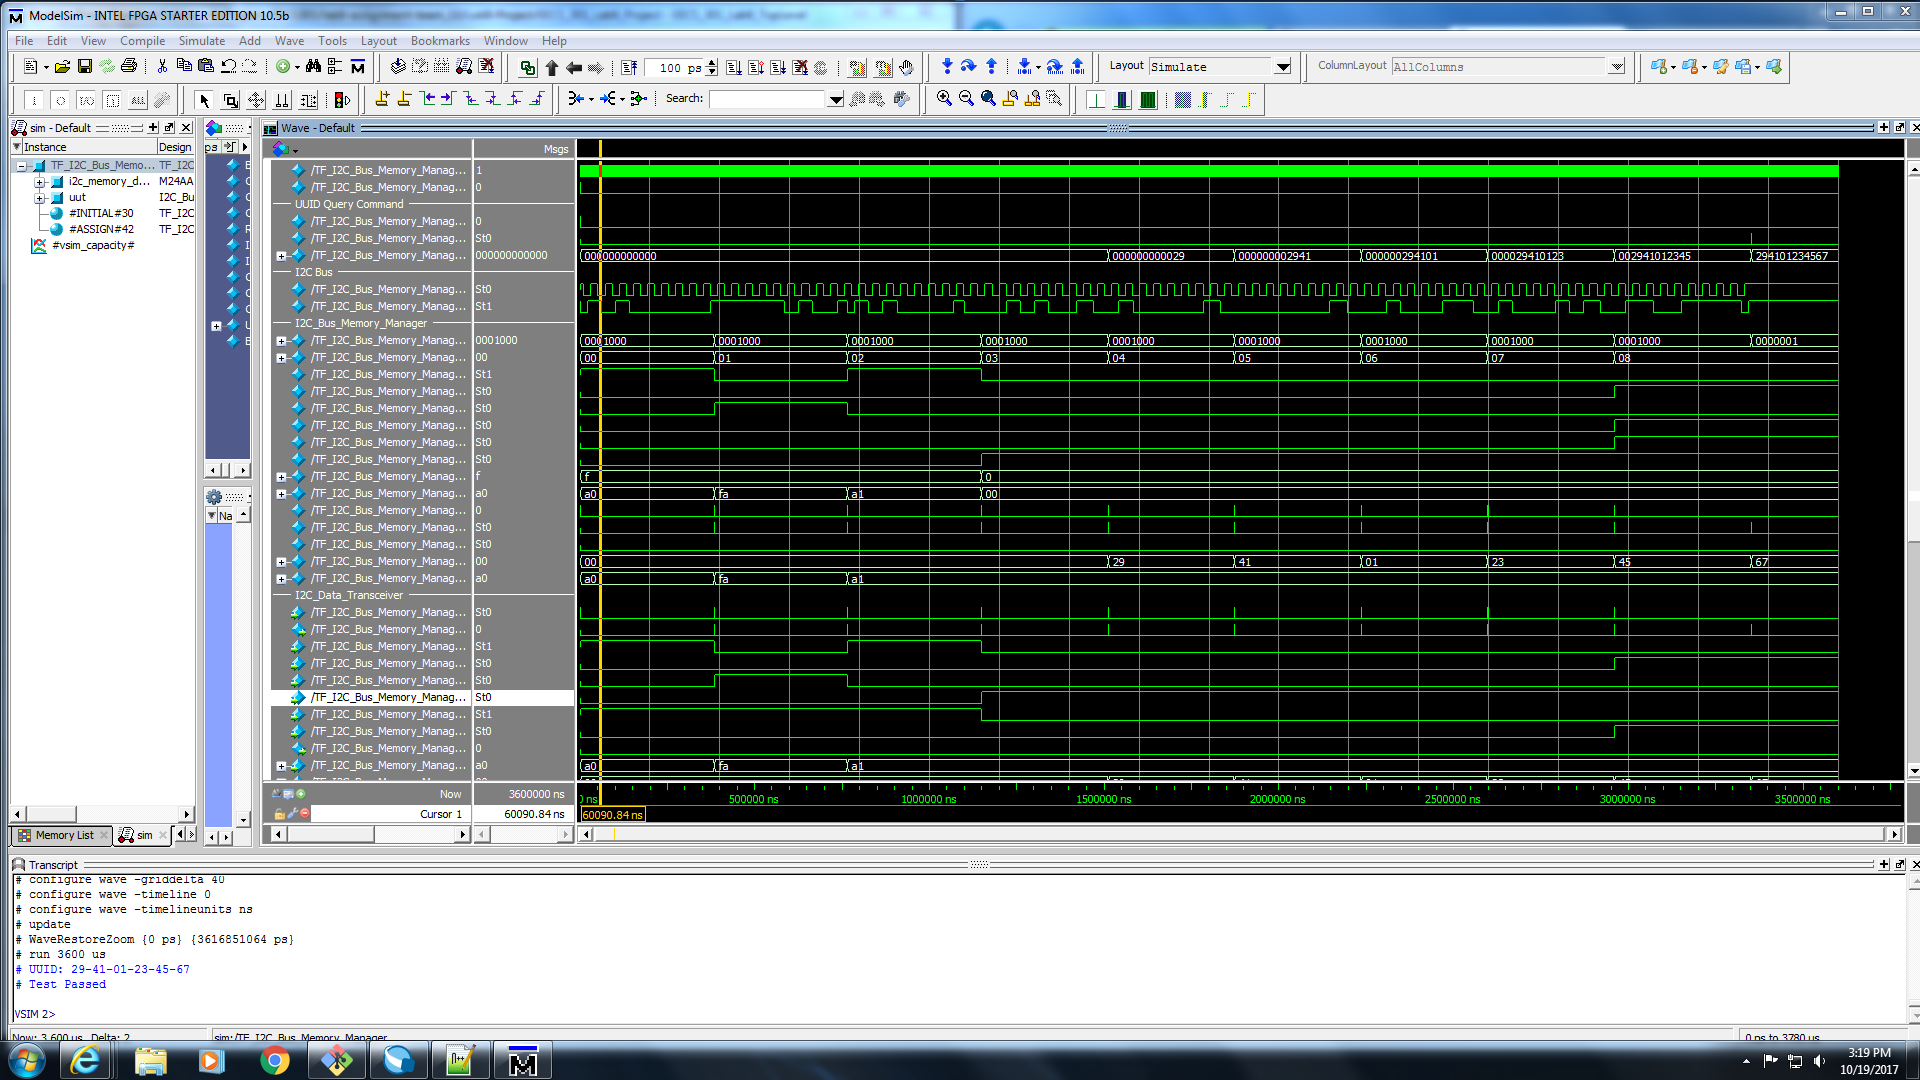 ModelSim - INTEL FPGA STARTER EDITION 10.5b
File Edit View Compile Simulate Add Wave Tools Layout Bookmarks Window Help
100 ps Layout Simulate ColumnLayout AllColumns
Search:
sim - Default
Instance Design
TF_I2C_Bus_Memo... TF_I2C
i2c_memory_d... M24AA
uut I2C_Bu
#INITIAL#30 TF_I2C
#ASSIGN#42 TF_I2C
#vsim_capacity#
Memory List sim
ps
Na
Wave - Default
Msgs
/TF_I2C_Bus_Memory_Manag... 1
/TF_I2C_Bus_Memory_Manag... 0
UUID Query Command
/TF_I2C_Bus_Memory_Manag... 0
/TF_I2C_Bus_Memory_Manag... St0
/TF_I2C_Bus_Memory_Manag... 000000000000 000000000000 000000000029 000000002941 000000294101 000029410123 002941012345 294101234567
I2C Bus
/TF_I2C_Bus_Memory_Manag... St0
/TF_I2C_Bus_Memory_Manag... St1
I2C_Bus_Memory_Manager
/TF_I2C_Bus_Memory_Manag... 0001000 0001000 0001000 0001000 0001000 0001000 0001000 0001000 0001000 0001000 0000001
/TF_I2C_Bus_Memory_Manag... 00 00 01 02 03 04 05 06 07 08
/TF_I2C_Bus_Memory_Manag... St1
/TF_I2C_Bus_Memory_Manag... St0
/TF_I2C_Bus_Memory_Manag... St0
/TF_I2C_Bus_Memory_Manag... St0
/TF_I2C_Bus_Memory_Manag... St0
/TF_I2C_Bus_Memory_Manag... St0
/TF_I2C_Bus_Memory_Manag... f f 0
/TF_I2C_Bus_Memory_Manag... a0 a0 fa a1 00
/TF_I2C_Bus_Memory_Manag... 0
/TF_I2C_Bus_Memory_Manag... St0
/TF_I2C_Bus_Memory_Manag... St0
/TF_I2C_Bus_Memory_Manag... 00 00 29 41 01 23 45 67
/TF_I2C_Bus_Memory_Manag... a0 a0 fa a1
I2C_Data_Transceiver
/TF_I2C_Bus_Memory_Manag... St0
/TF_I2C_Bus_Memory_Manag... 0
/TF_I2C_Bus_Memory_Manag... St1
/TF_I2C_Bus_Memory_Manag... St0
/TF_I2C_Bus_Memory_Manag... St0
/TF_I2C_Bus_Memory_Manag... St0
/TF_I2C_Bus_Memory_Manag... St1
/TF_I2C_Bus_Memory_Manag... St0
/TF_I2C_Bus_Memory_Manag... 0
/TF_I2C_Bus_Memory_Manag... a0 a0 fa a1
Now 3600000 ns ns 500000 ns 1000000 ns 1500000 ns 2000000 ns 2500000 ns 3000000 ns 3500000 ns
Cursor 1 60090.84 ns 60090.84 ns
Transcript
# configure wave -griddelta 40
# configure wave -timeline 0
# configure wave -timelineunits ns
# update
# WaveRestoreZoom {0 ps} {3616851064 ps}
# run 3600 us
# UUID: 29-41-01-23-45-67
# Test Passed
VSIM 2>
Now: 3,600 us Delta: 2 sim:/TF_I2C_Bus_Memory_Manager 0 ns to 3780 us
3:19 PM
10/19/2017